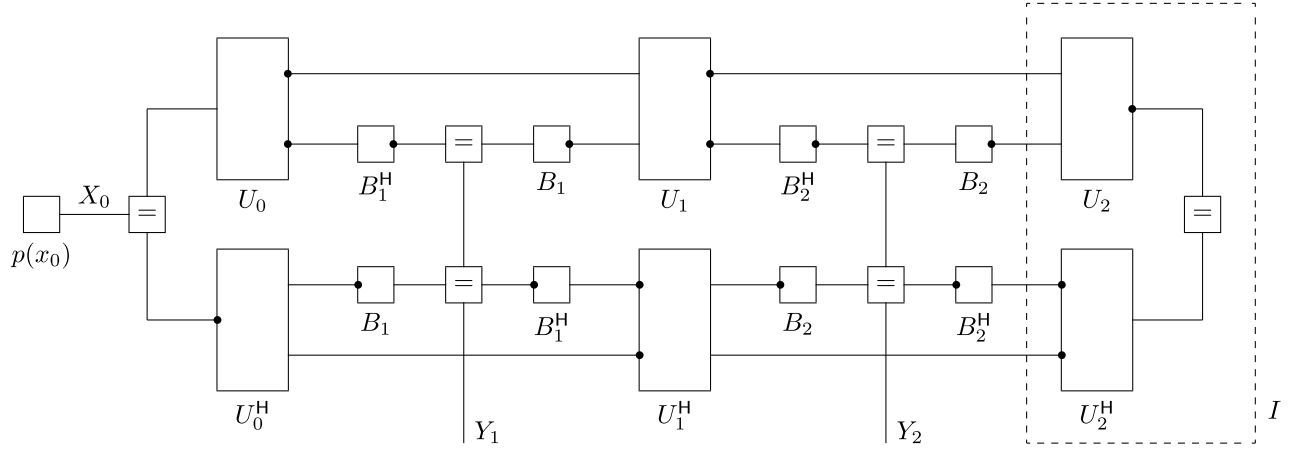 = = = =
U_0 B_1^H B_1 U_1 B_2^H B_2 U_2
X_0
p(x_0)
= = = =
B_1 B_1^H B_2 B_2^H
U_0^H U_1^H U_2^H I
Y_1 Y_2